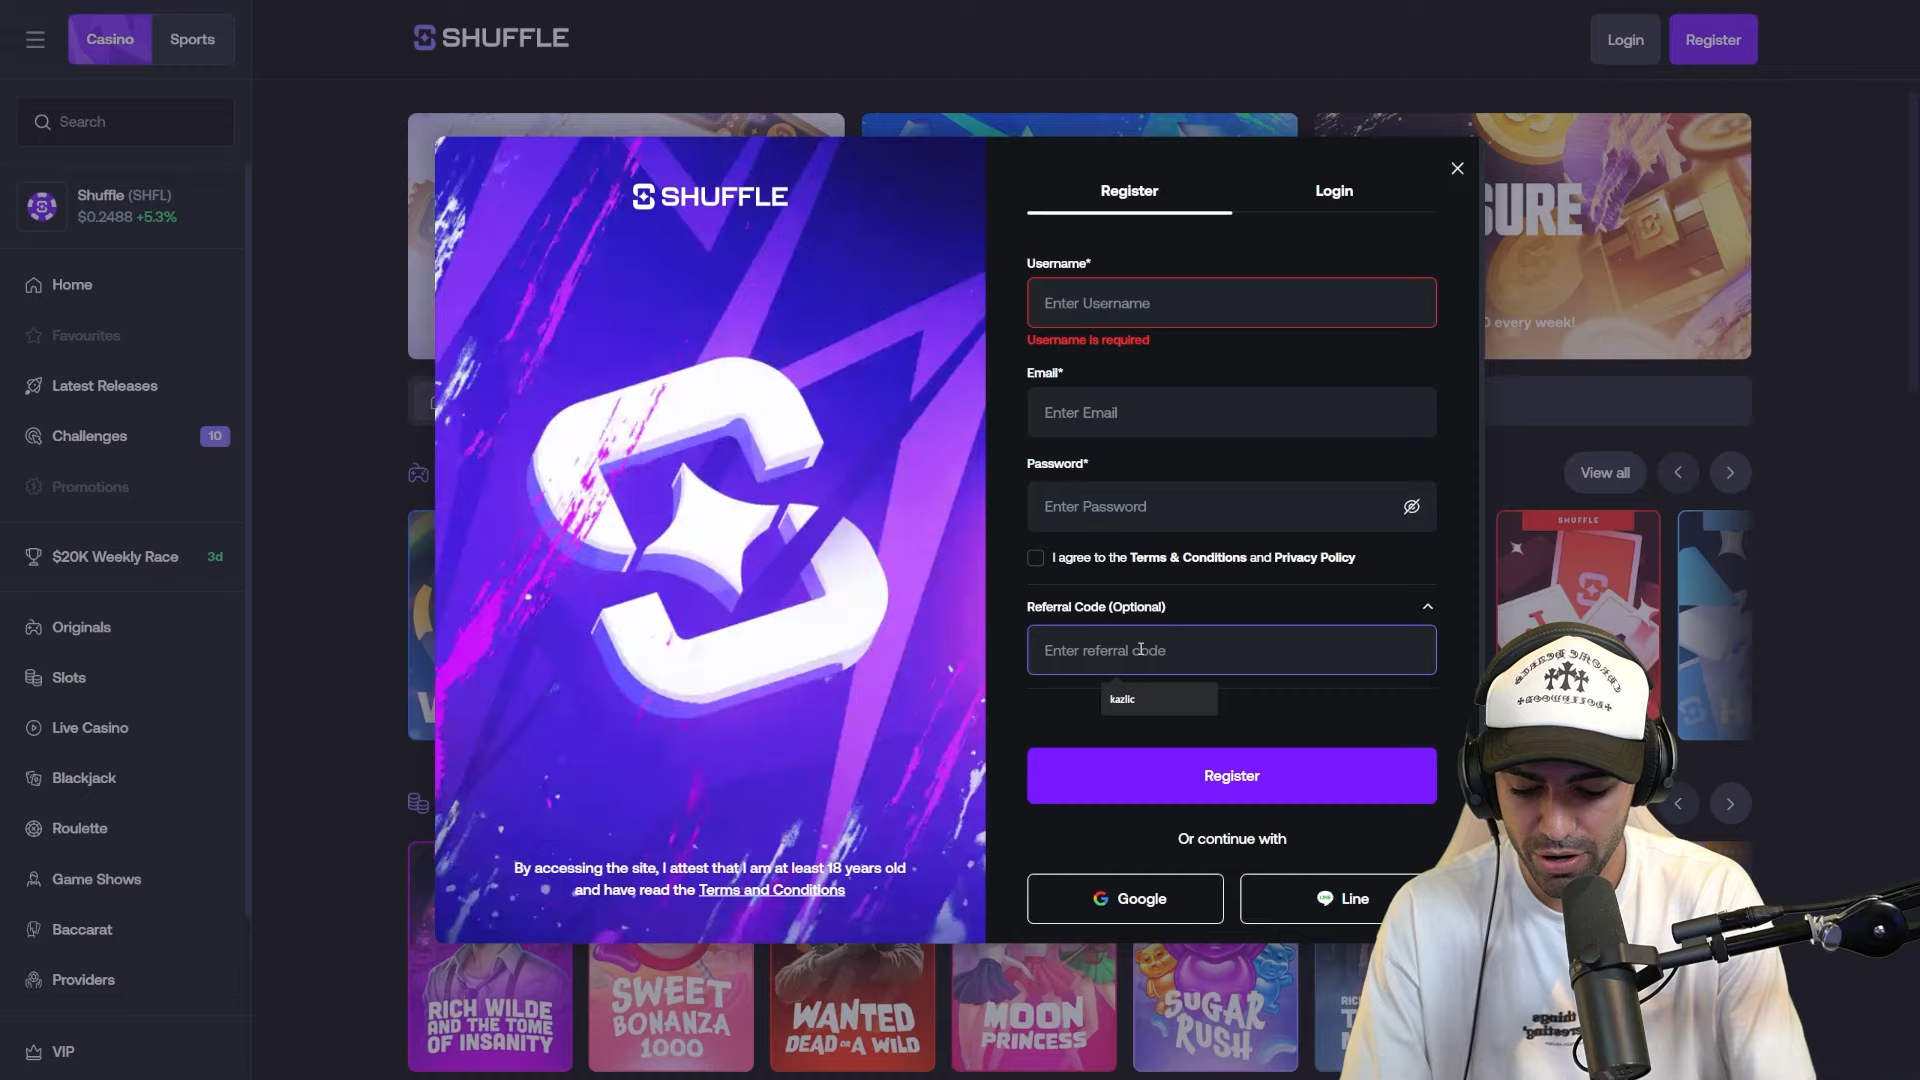 Casino
Sports
SHUFFLE
Login
Register
Search
Shuffle (SHFL)
$0.2488 +5.3%
Home
Favourites
Latest Releases
Challenges
10
Promotions
$20K Weekly Race
3d
Originals
Slots
Live Casino
Blackjack
Roulette
Game Shows
Baccarat
Providers
VIP
SHUFFLE
By accessing the site, I attest that I am at least 18 years old
and have read the Terms and Conditions
Register
Login
Username*
Enter Username
Username is required
Email*
Enter Email
Password*
Enter Password
I agree to the Terms & Conditions and Privacy Policy
Referral Code (Optional)
Enter referral code
kazlic
Register
Or continue with
Google
Line
every week!
View all
SHUFFLE
RICH WILDE
AND THE TOME
OF INSANITY
SWEET
BONANZA
1000
WANTED
DEAD OR A WILD
MOON
PRINCESS
SUGAR
RUSH